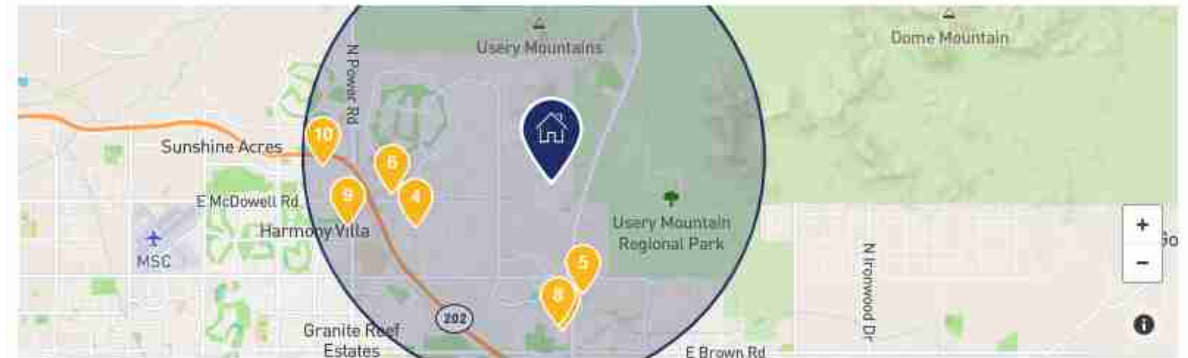 Usery Mountains
Dome Mountain
N Power Rd
10
Sunshine Acres
6
9
4
E McDowell Rd
Harmony Villa
Usery Mountain
Regional Park
+
Go
−
MSC
5
8
N Ironwood Dr
202
Granite Reef
Estates
E Brown Rd
i